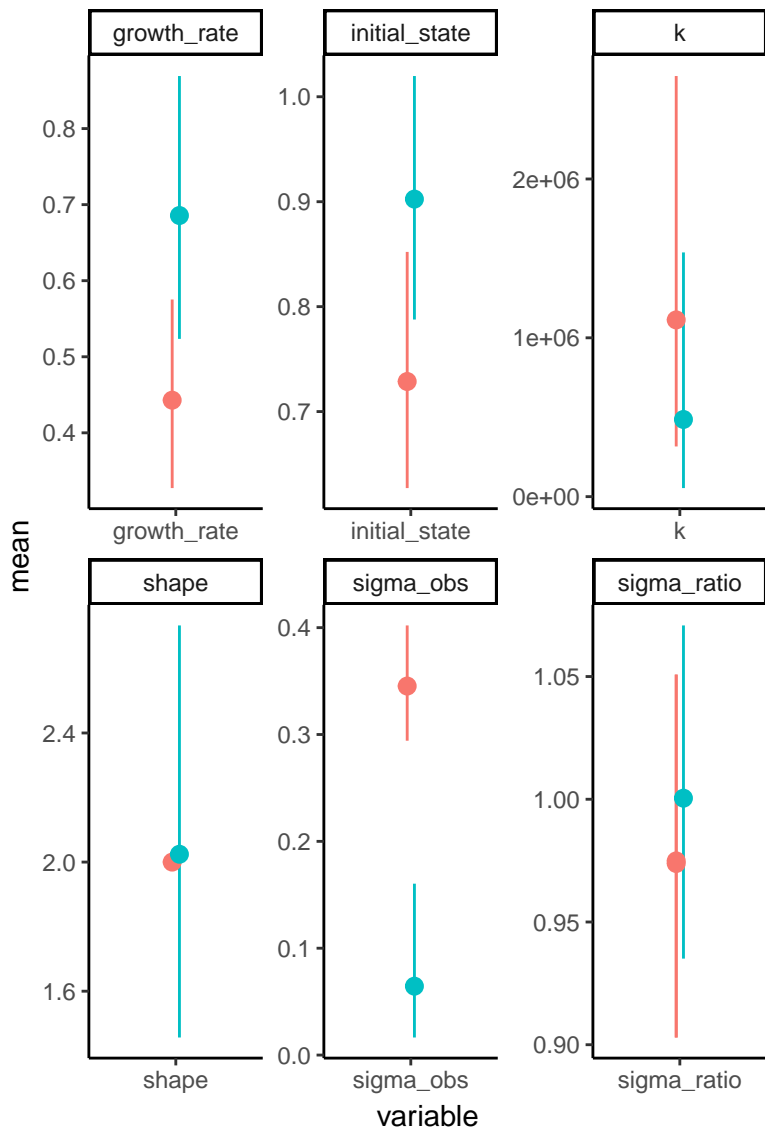 growth_rate
initial_state
k
0.8
0.7
0.6
0.5
0.4
1.0
0.9
0.8
0.7
2e+06
1e+06
0e+00
growth_rate
initial_state
k
mean
shape
sigma_obs
sigma_ratio
2.4
2.0
1.6
0.4
0.3
0.2
0.1
0.0
1.05
1.00
0.95
0.90
shape
sigma_obs
sigma_ratio
variable